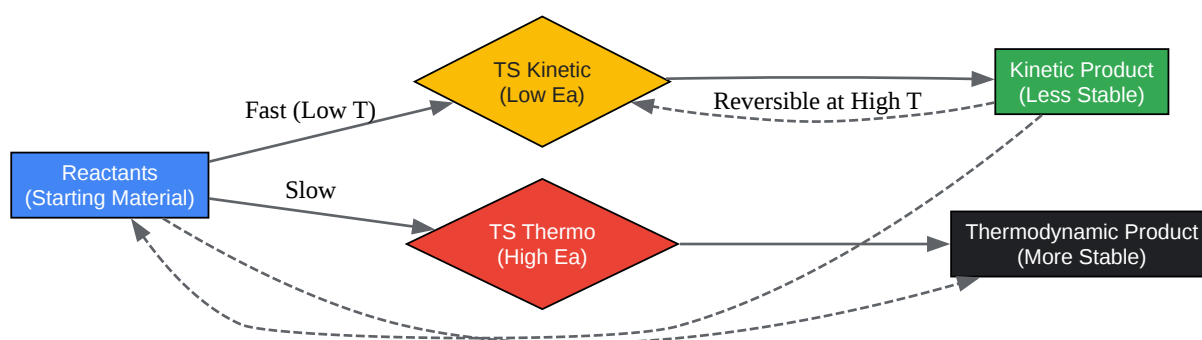 TS Kinetic
(Low Ea)
Kinetic Product
(Less Stable)
Fast (Low T)
Reversible at High T
Reactants
(Starting Material)
Slow
TS Thermo
(High Ea)
Thermodynamic Product
(More Stable)